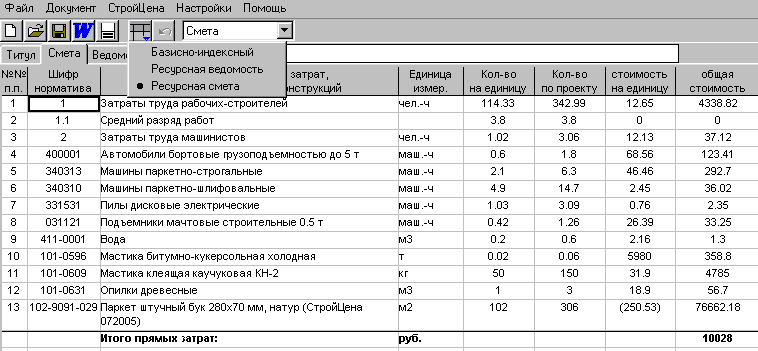 Файл Документ СтройЦена Настройки Помощь
Смета
Титул Смета Ведомо
Базисно-индексный
Ресурсная ведомость
Ресурсная смета
№№ Шифр затрат, Единица Кол-во Кол-во стоимость общая
п.п. норматива онструкций измер. на единицу по проекту на единицу стоимость
1 1 Затраты труда рабочих-строителей чел.-ч 114.33 342.99 12.65 4338.82
2 1.1 Средний разряд работ 3.8 3.8 0 0
3 2 Затраты труда машинистов чел.-ч 1.02 3.06 12.13 37.12
4 400001 Автомобили бортовые грузоподъемностью до 5 т маш.-ч 0.6 1.8 68.56 123.41
5 340313 Машины паркетно-строгальные маш.-ч 2.1 6.3 46.46 292.7
6 340310 Машины паркетно-шлифовальные маш.-ч 4.9 14.7 2.45 36.02
7 331531 Пилы дисковые электрические маш.-ч 1.03 3.09 0.76 2.35
8 031121 Подъемники мачтовые строительные 0.5 т маш.-ч 0.42 1.26 26.39 33.25
9 411-0001 Вода м3 0.2 0.6 2.16 1.3
10 101-0596 Мастика битумно-кукерсольная холодная т 0.02 0.06 5980 358.8
11 101-0609 Мастика клеящая каучуковая КН-2 кг 50 150 31.9 4785
12 101-0631 Опилки древесные м3 1 3 18.9 56.7
13 102-9091-029 Паркет штучный бук 280х70 мм, натур (СтройЦена м2 102 306 (250.53) 76662.18
072005)
Итого прямых затрат: руб. 10028